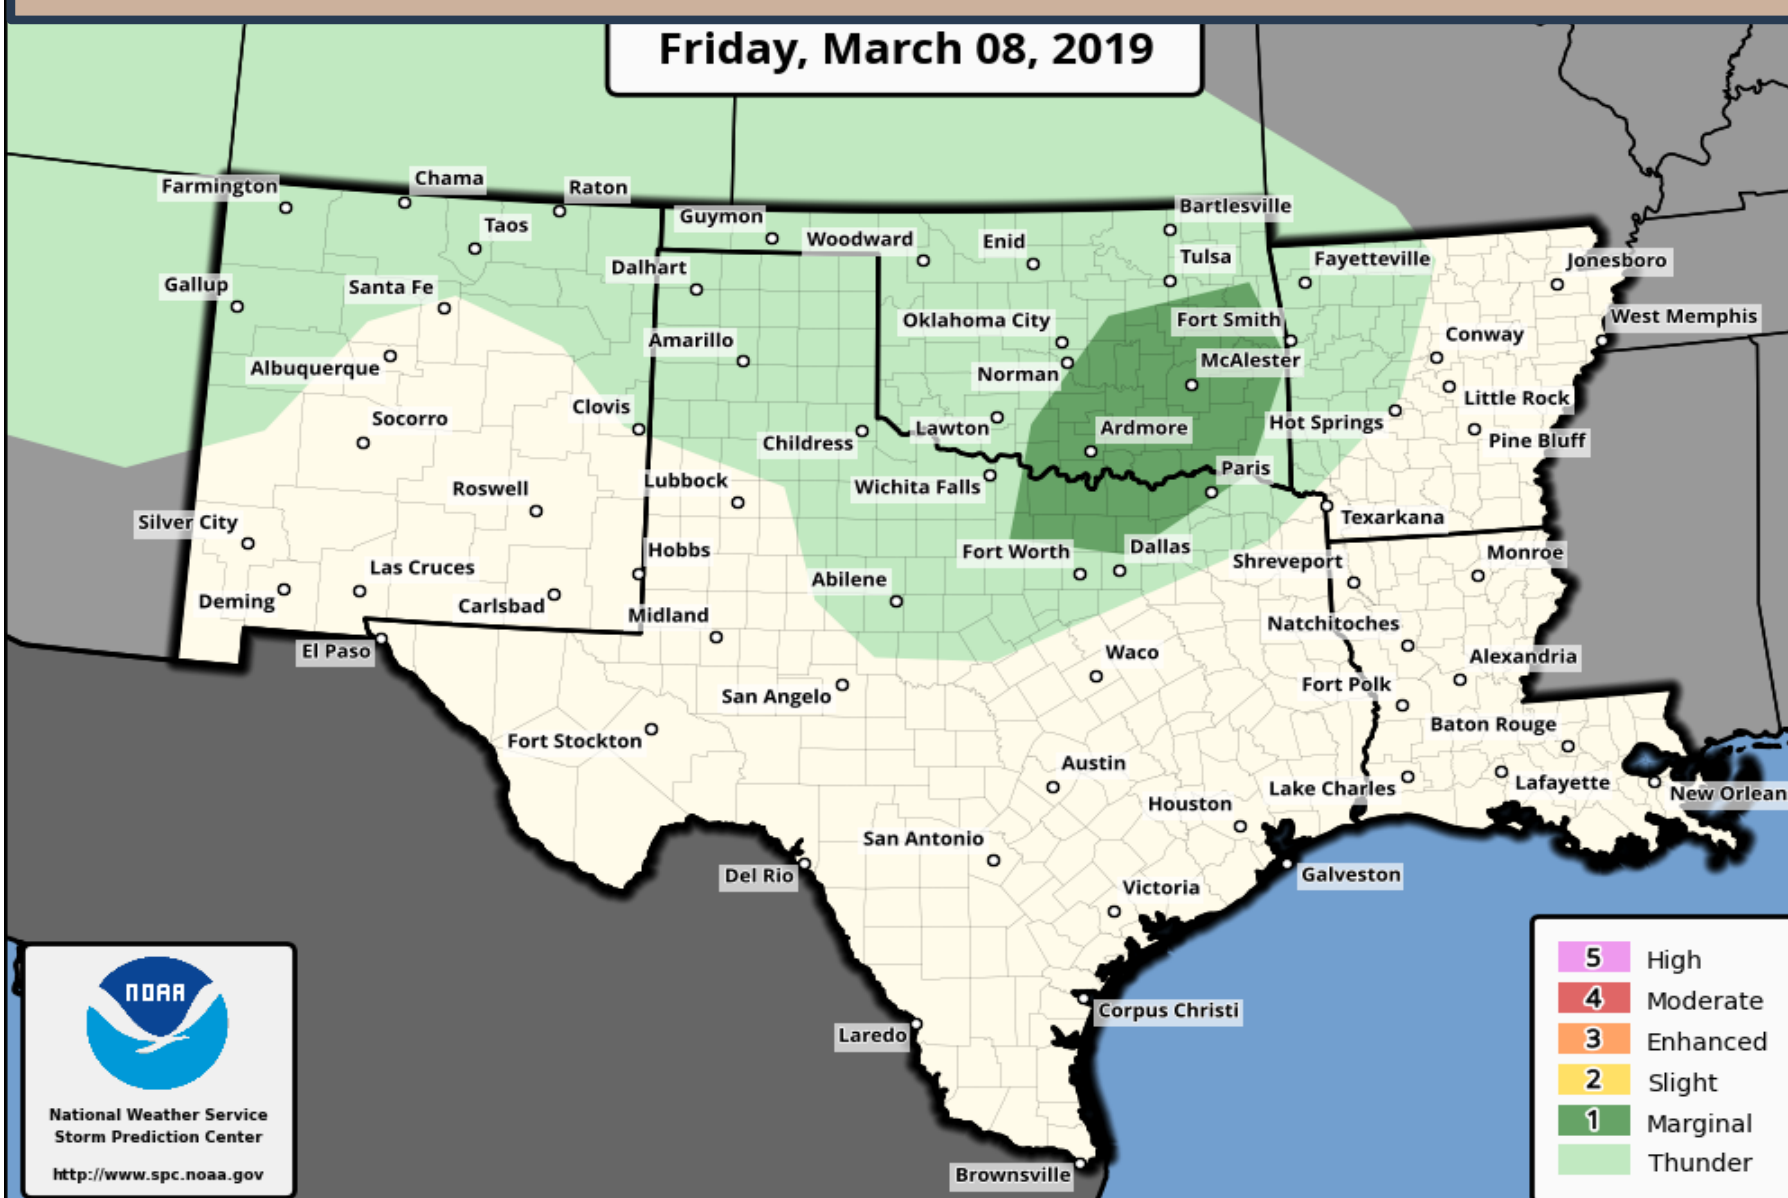 Friday, March 08, 2019
Farmington
Chama
Raton
Taos
Guymon
Bartlesville
Woodward
Enid
Tulsa
Fayetteville
Jonesboro
Gallup
Santa Fe
Dalhart
Oklahoma City
Fort Smith
West Memphis
Conway
Albuquerque
Amarillo
Norman
McAlester
Little Rock
Socorro
Clovis
Childress
Lawton
Ardmore
Hot Springs
Pine Bluff
Roswell
Lubbock
Wichita Falls
Paris
Silver City
Texarkana
Hobbs
Fort Worth
Dallas
Shreveport
Monroe
Las Cruces
Deming
Carlsbad
Abilene
Midland
Natchitoches
El Paso
Waco
Alexandria
San Angelo
Fort Polk
Fort Stockton
Baton Rouge
Austin
Houston
Lake Charles
Lafayette
New Orlean
San Antonio
Del Rio
Victoria
Galveston
Corpus Christi
Laredo
Brownsville
NOAA
National Weather Service
Storm Prediction Center
http://www.spc.noaa.gov
5 High
4 Moderate
3 Enhanced
2 Slight
1 Marginal
Thunder